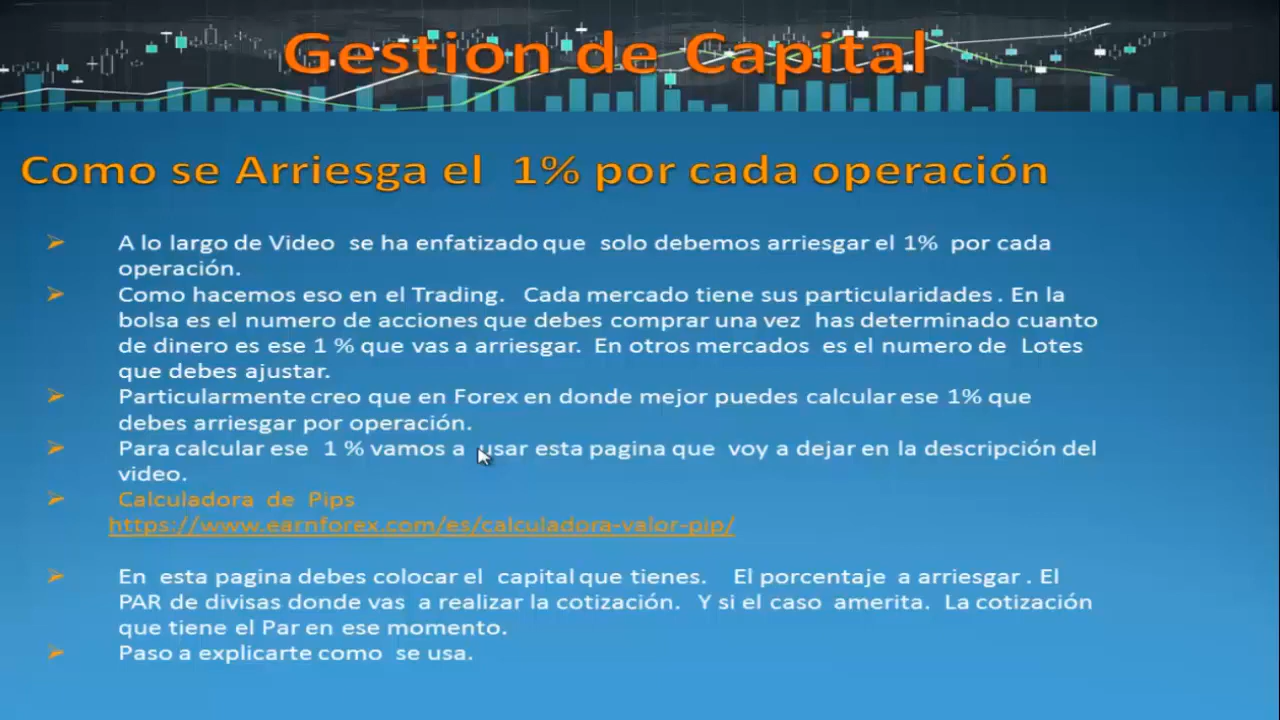 Gestion de Capital
Como se Arriesga el 1% por cada operación
A lo largo de Video se ha enfatizado que solo debemos arriesgar el 1% por cada
operación.
Como hacemos eso en el Trading. Cada mercado tiene sus particularidades . En la
bolsa es el numero de acciones que debes comprar una vez has determinado cuanto
de dinero es ese 1 % que vas a arriesgar. En otros mercados es el numero de Lotes
que debes ajustar.
Particularmente creo que en Forex en donde mejor puedes calcular ese 1% que
debes arriesgar por operación.
Para calcular ese 1 % vamos a usar esta pagina que voy a dejar en la descripción del
video.
Calculadora de Pips
https://www.earnforex.com/es/calculadora-valor-pip/
En esta pagina debes colocar el capital que tienes. El porcentaje a arriesgar . El
PAR de divisas donde vas a realizar la cotización. Y si el caso amerita. La cotización
que tiene el Par en ese momento.
Paso a explicarte como se usa.